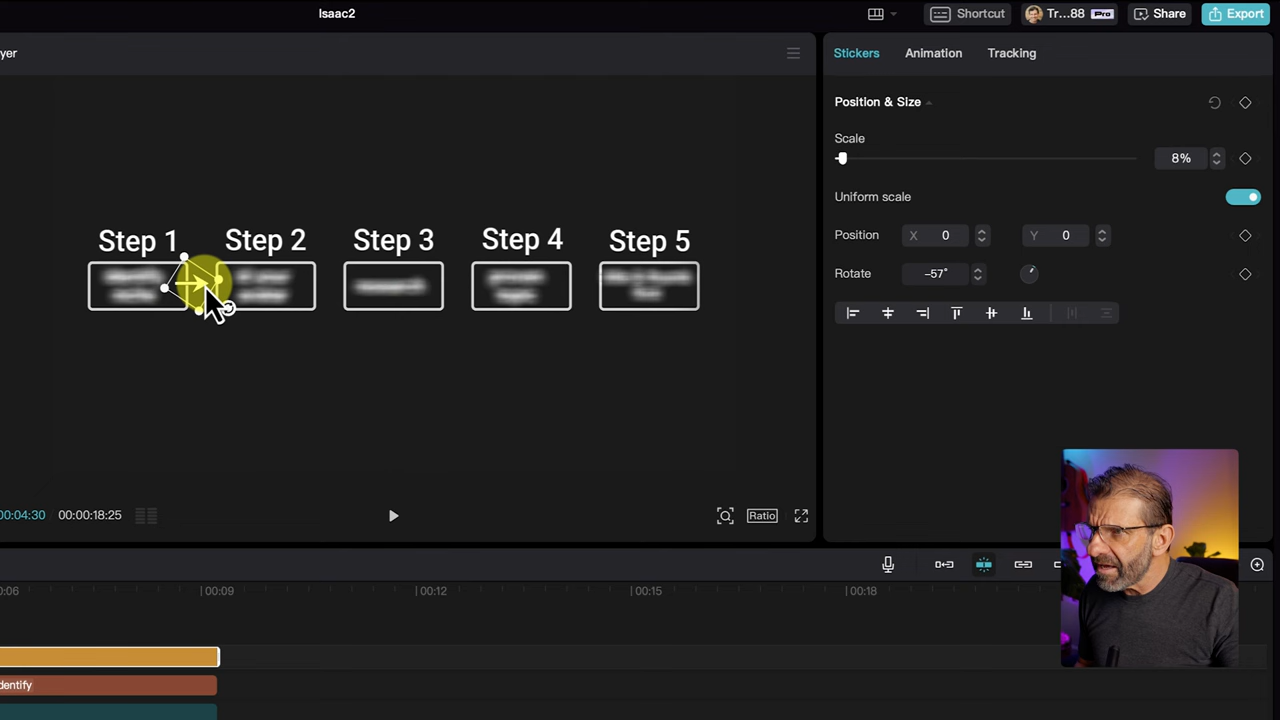 Isaac2
Shortcut
Tr...88 Pro
Share
Export
yer
Stickers Animation Tracking
Position & Size
Scale
8%
Uniform scale
Position X 0 Y 0
Rotate -57°
Step 1 Step 2 Step 3 Step 4 Step 5
00:04:30 00:00:18:25
Ratio
0:06 00:09 00:12 00:15 00:18
dentify